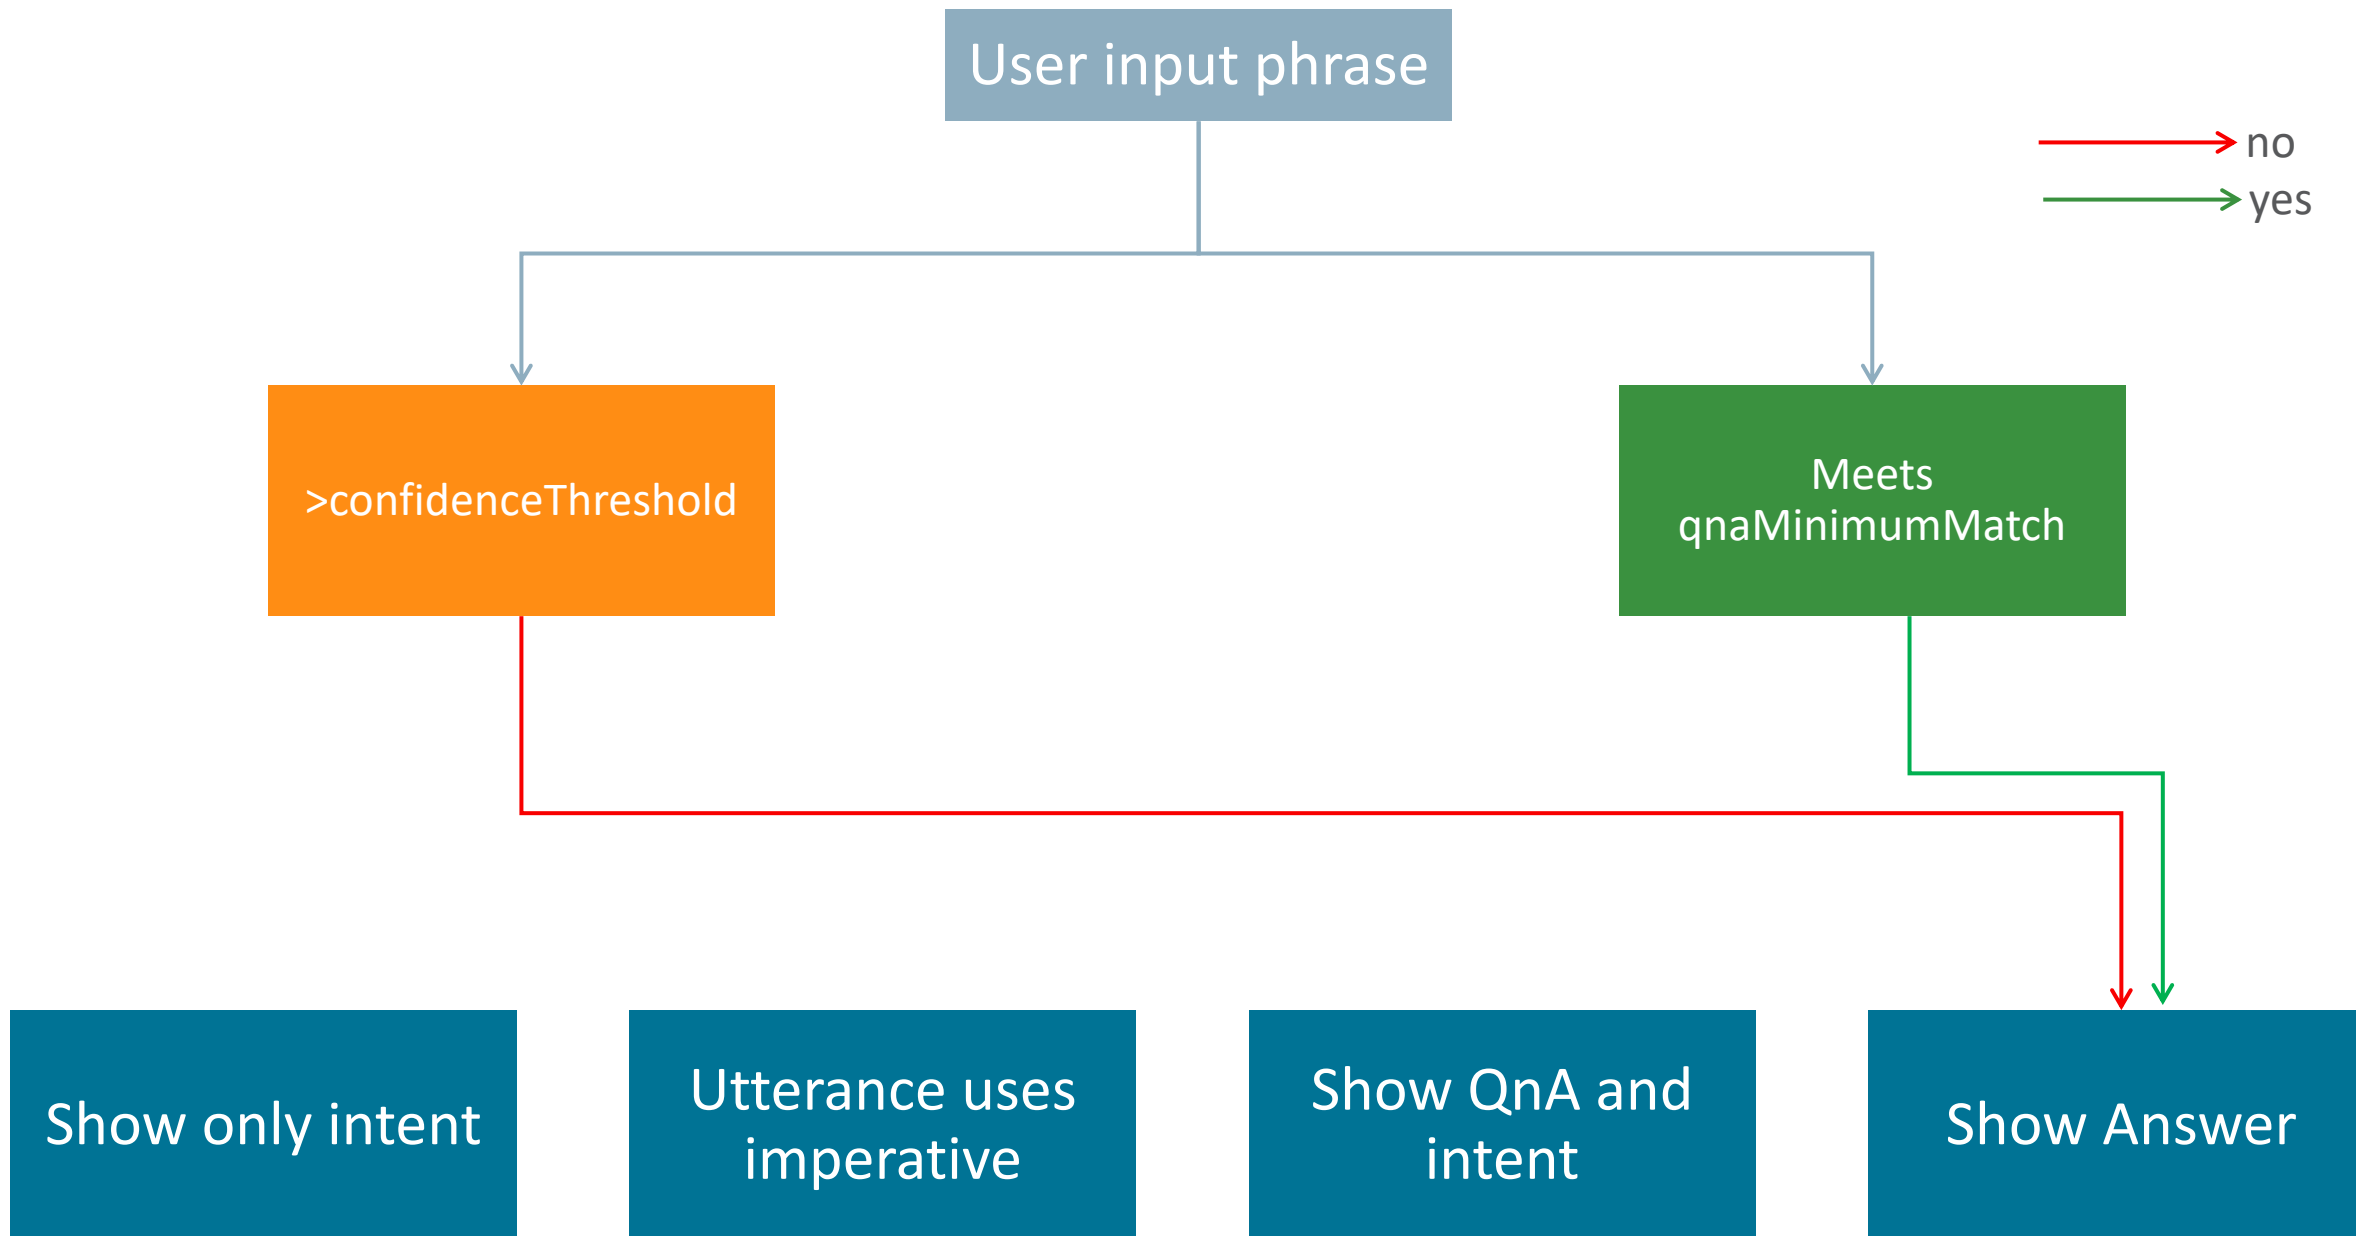 User input phrase
no
yes
>confidenceThreshold
Meets
qnaMinimumMatch
Show only intent
Utterance uses
imperative
Show QnA and
intent
Show Answer